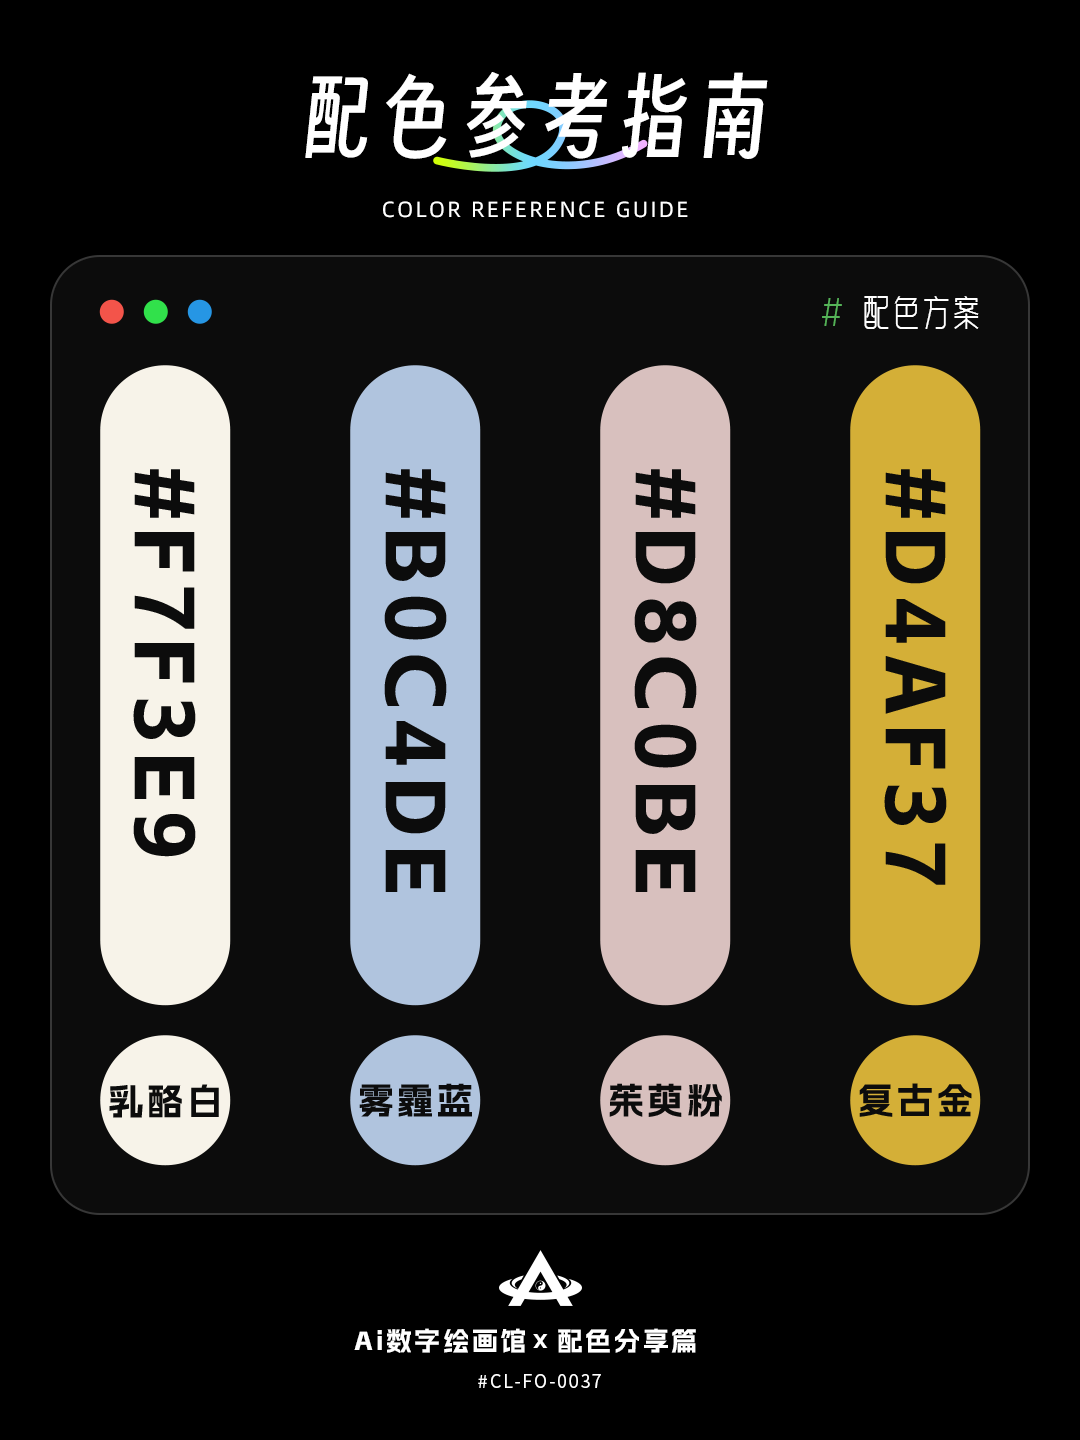 配色参考指南
COLOR REFERENCE GUIDE
# 配色方案
#F7F3E9
#B0C4DE
#D8C0BE
#D4AF37
乳酪白
雾霾蓝
茱萸粉
复古金
Ai数字绘画馆 x 配色分享篇
#CL-FO-0037